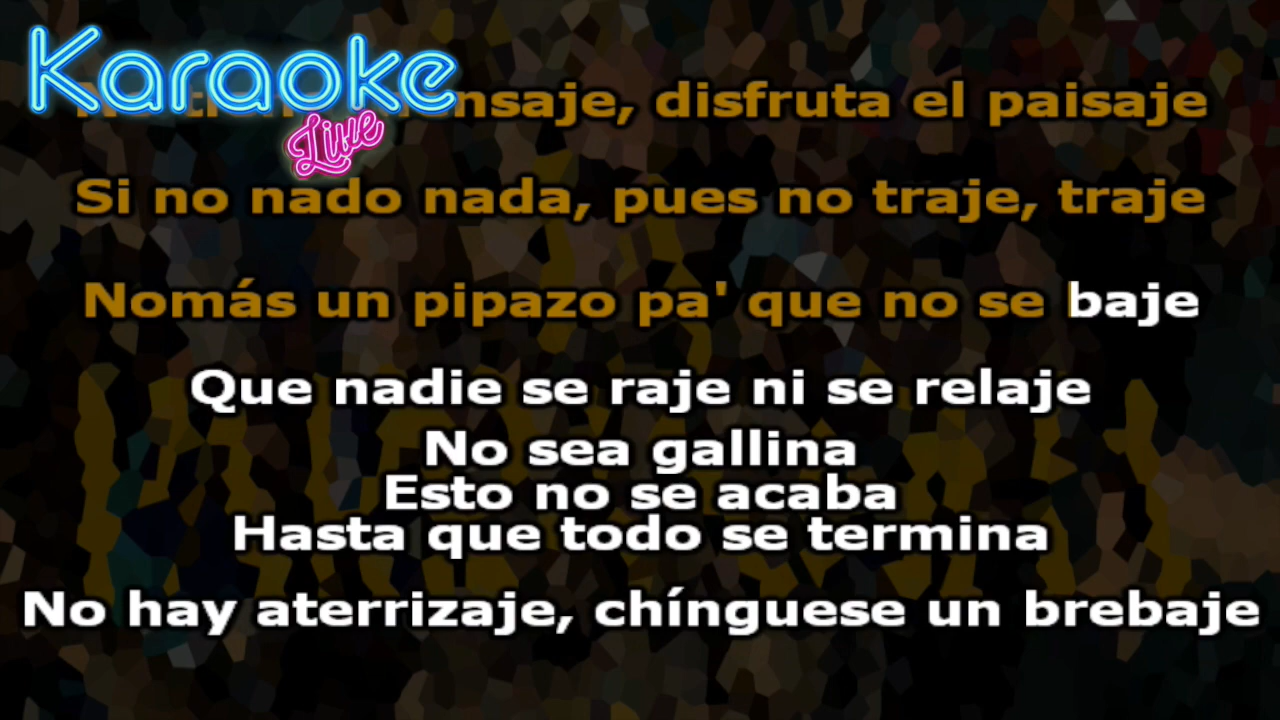 Karaoke
Live
disfruta el paisaje
Si no nado nada, pues no traje, traje
Nomás un pipazo pa' que no se baje
Que nadie se raje ni se relaje
No sea gallina
Esto no se acaba
Hasta que todo se termina
No hay aterrizaje, chínguese un brebaje